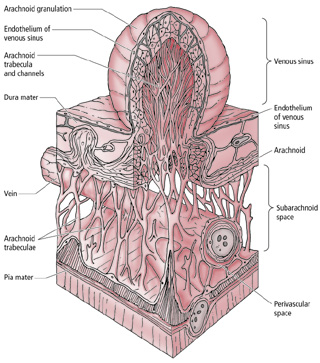 Arachnoid granulation
Endothelium of
venous sinus
Arachnoid
trabecula
and channels
Dura mater
Vein
Arachnoid
trabeculae
Pia mater
Venous sinus
Endothelium
of venous
sinus
Arachnoid
Subarachnoid
space
Perivascular
space